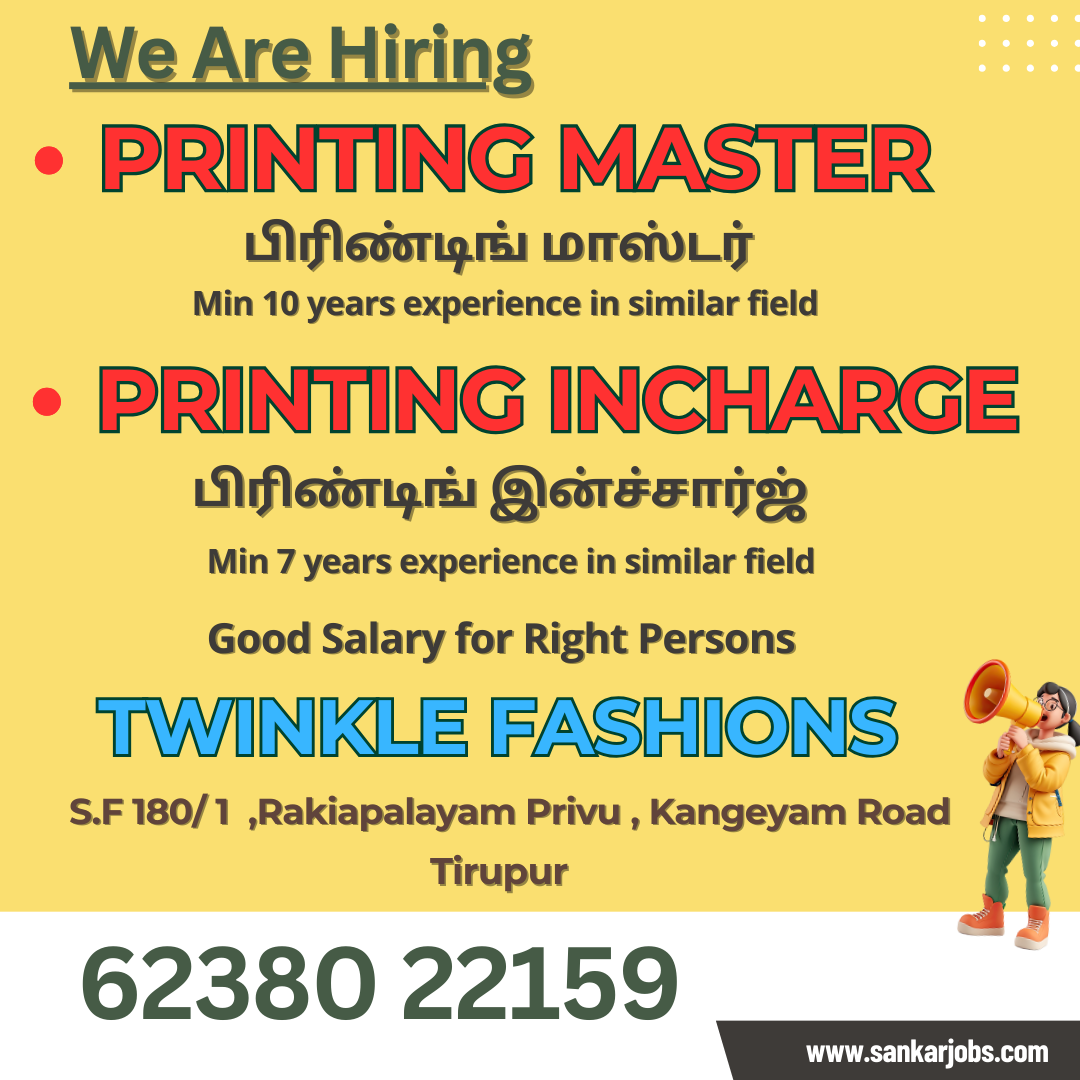 We Are Hiring
• PRINTING MASTER
பிரிண்டிங் மாஸ்டர்
Min 10 years experience in similar field
• PRINTING INCHARGE
பிரிண்டிங் இன்ச்சார்ஜ்
Min 7 years experience in similar field
Good Salary for Right Persons
TWINKLE FASHIONS
S.F 180/ 1 ,Rakiapalayam Privu , Kangeyam Road
Tirupur
62380 22159
www.sankarjobs.com